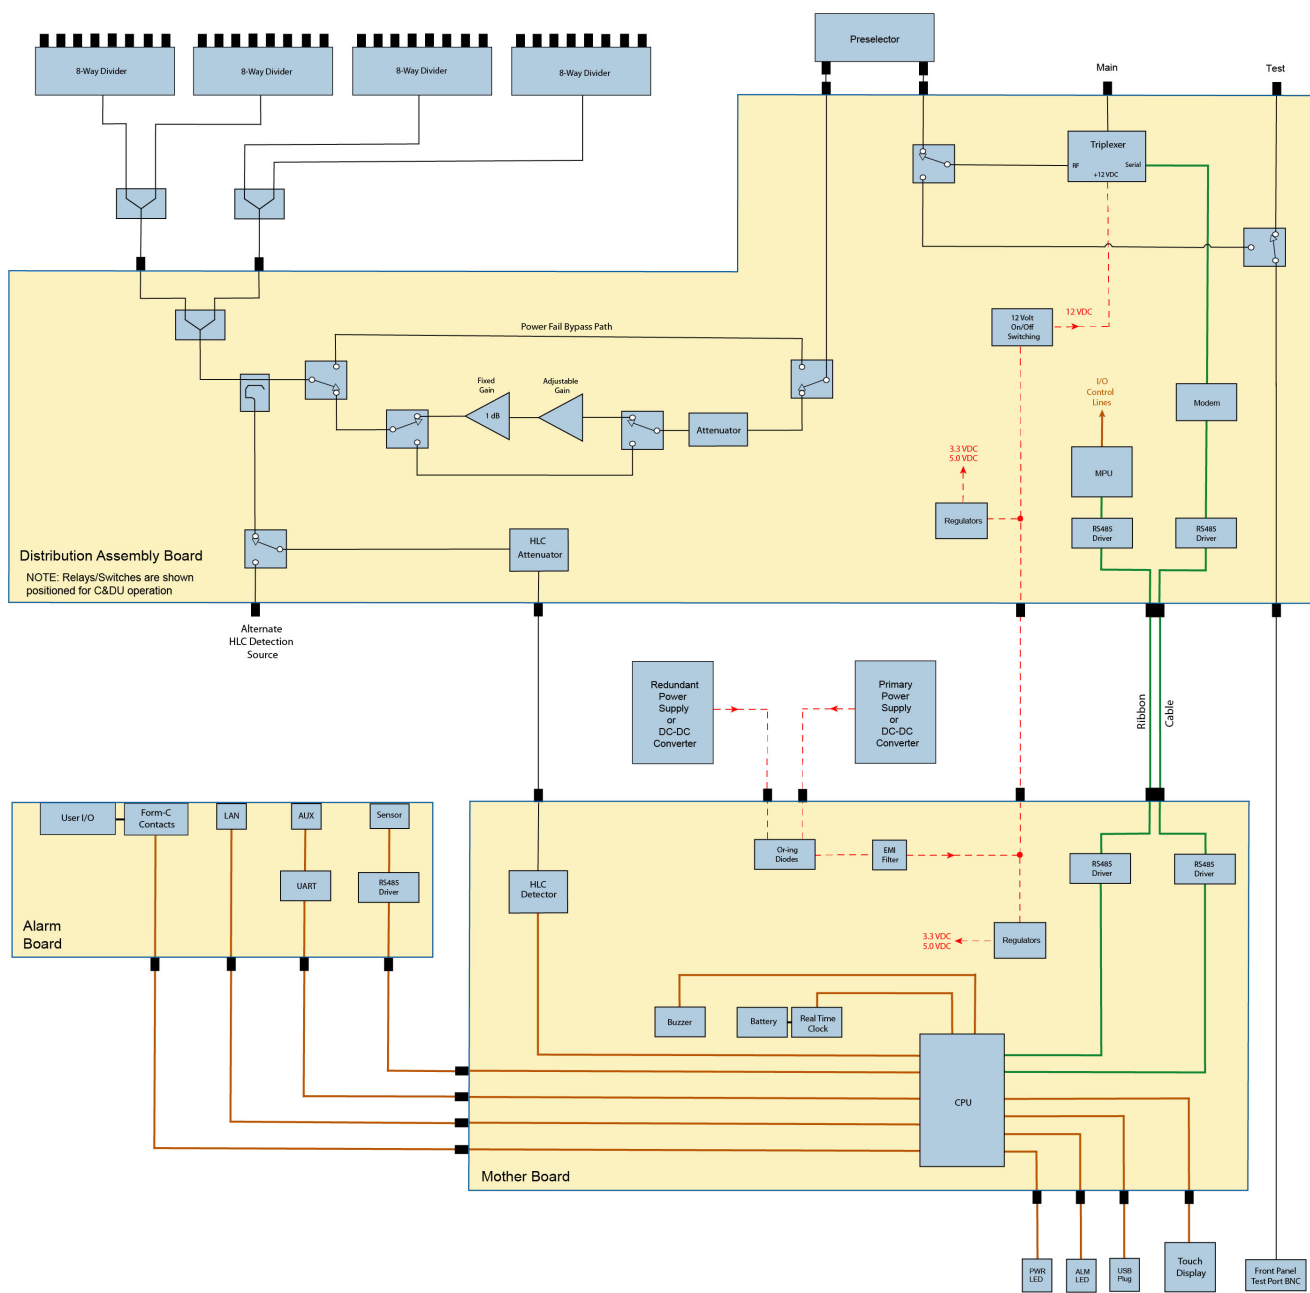 8-Way Divider
8-Way Divider
8-Way Divider
8-Way Divider
Preselector
Main
Test
Triplexer
RF
Serial
+12 VDC
12 Volt
On/Off
Switching
12 VDC
Power Fail Bypass Path
Fixed
Gain
Adjustable
Gain
1 dB
Attenuator
I/O
Control
Lines
Modem
3.3 VDC
5.0 VDC
MPU
Regulators
RS485
Driver
RS485
Driver
HLC
Attenuator
Distribution Assembly Board
NOTE: Relays/Switches are shown
positioned for C&DU operation
Alternate
HLC Detection
Source
Redundant
Power
Supply
or
DC-DC
Converter
Primary
Power
Supply
or
DC-DC
Converter
Ribbon
Cable
User I/O
Form-C
Contacts
LAN
AUX
Sensor
UART
RS485
Driver
Alarm
Board
Or-ing
Diodes
EMI
Filter
RS485
Driver
RS485
Driver
HLC
Detector
3.3 VDC
5.0 VDC
Regulators
Buzzer
Battery
Real Time
Clock
CPU
Mother Board
PWR
LED
ALM
LED
USB
Plug
Touch
Display
Front Panel
Test Port BNC